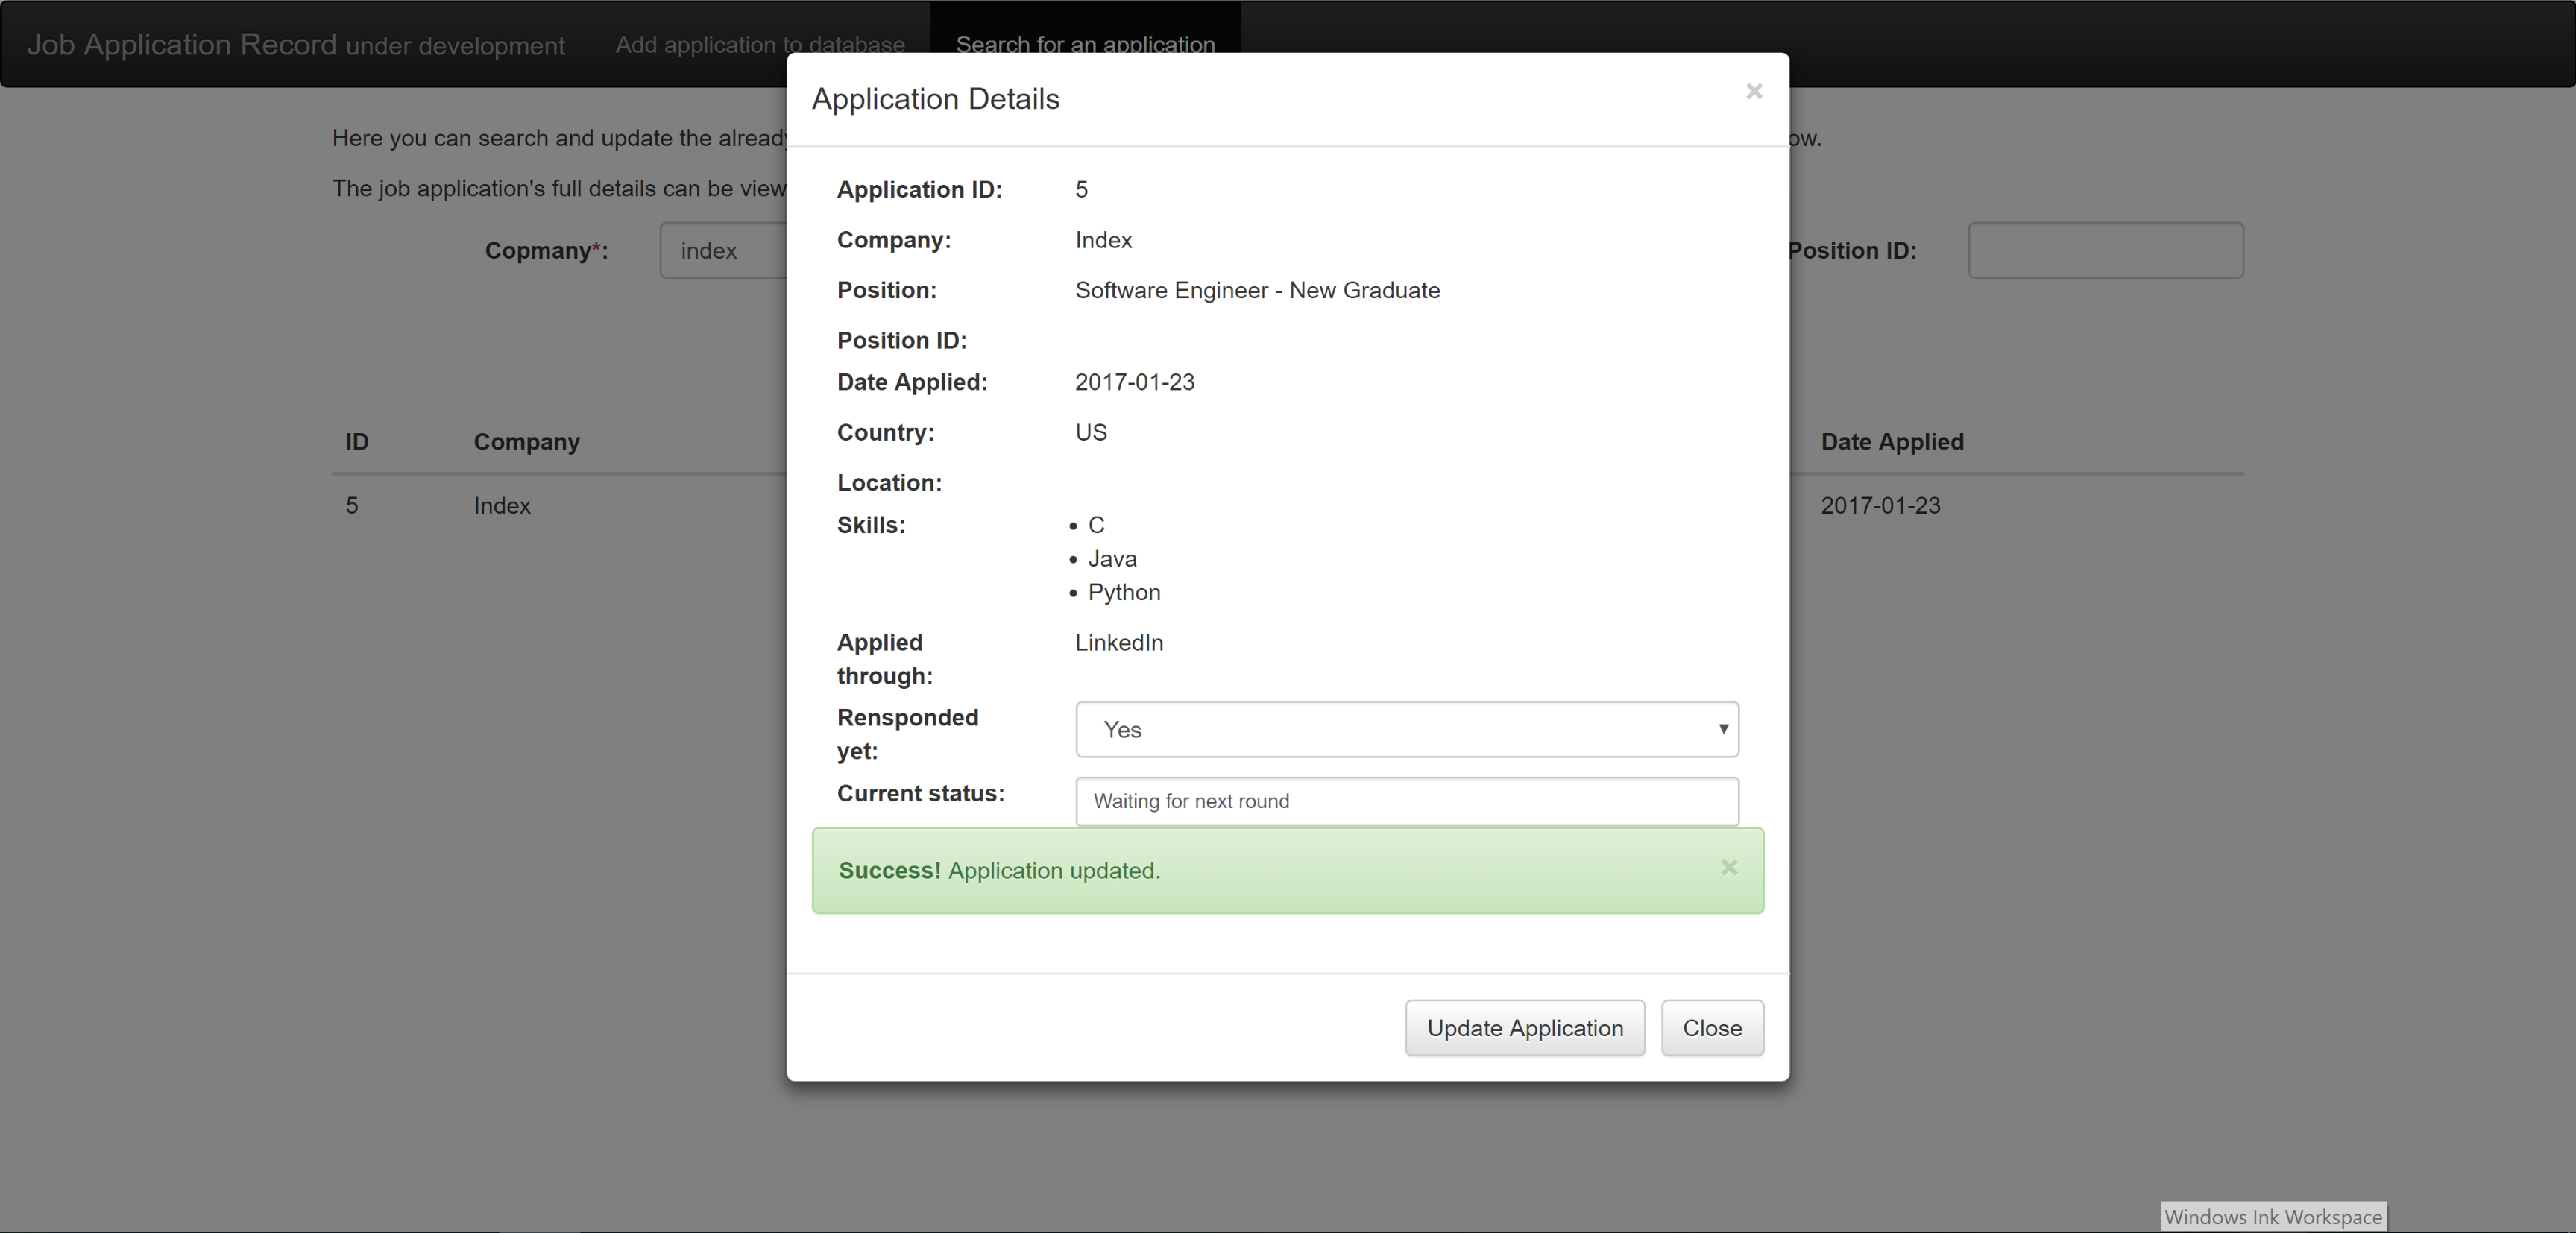 Job Application Record under development Add application to database Search for an application
Application Details ×
Here you can search and update the already ow.
The job application's full details can be view
Application ID: 5
Company: Index
Copmany*: index Position ID:
Position: Software Engineer - New Graduate
Position ID:
Date Applied: 2017-01-23
Country: US
ID Company Date Applied
Location:
5 Index 2017-01-23
Skills: • C
• Java
• Python
Applied LinkedIn
through:
Rensponded Yes
yet:
Current status: Waiting for next round
Success! Application updated. ×
Update Application Close
Windows Ink Workspace